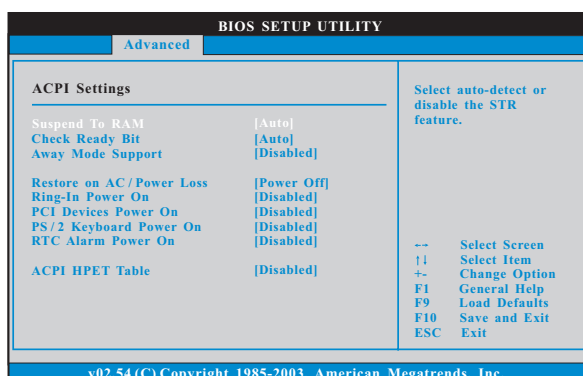 BIOS SETUP UTILITY
Advanced
ACPI Settings
Suspend To RAM [Auto]
Check Ready Bit [Auto]
Away Mode Support [Disabled]
Restore on AC / Power Loss [Power Off]
Ring-In Power On [Disabled]
PCI Devices Power On [Disabled]
PS / 2 Keyboard Power On [Disabled]
RTC Alarm Power On [Disabled]
ACPI HPET Table [Disabled]
Select auto-detect or
disable the STR
feature.
←→ Select Screen
↑↓ Select Item
+- Change Option
F1 General Help
F9 Load Defaults
F10 Save and Exit
ESC Exit
v02.54 (C) Copyright 1985-2003, American Megatrends, Inc.